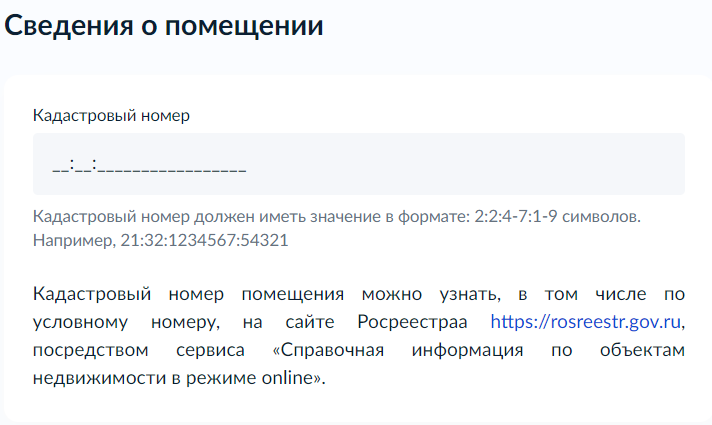 Сведения о помещении
Кадастровый номер
__:__:_________________
Кадастровый номер должен иметь значение в формате: 2:2:4-7:1-9 символов.
Например, 21:32:1234567:54321
Кадастровый номер помещения можно узнать, в том числе по
условному номеру, на сайте Росреестраа https://rosreestr.gov.ru,
посредством сервиса «Справочная информация по объектам
недвижимости в режиме online».